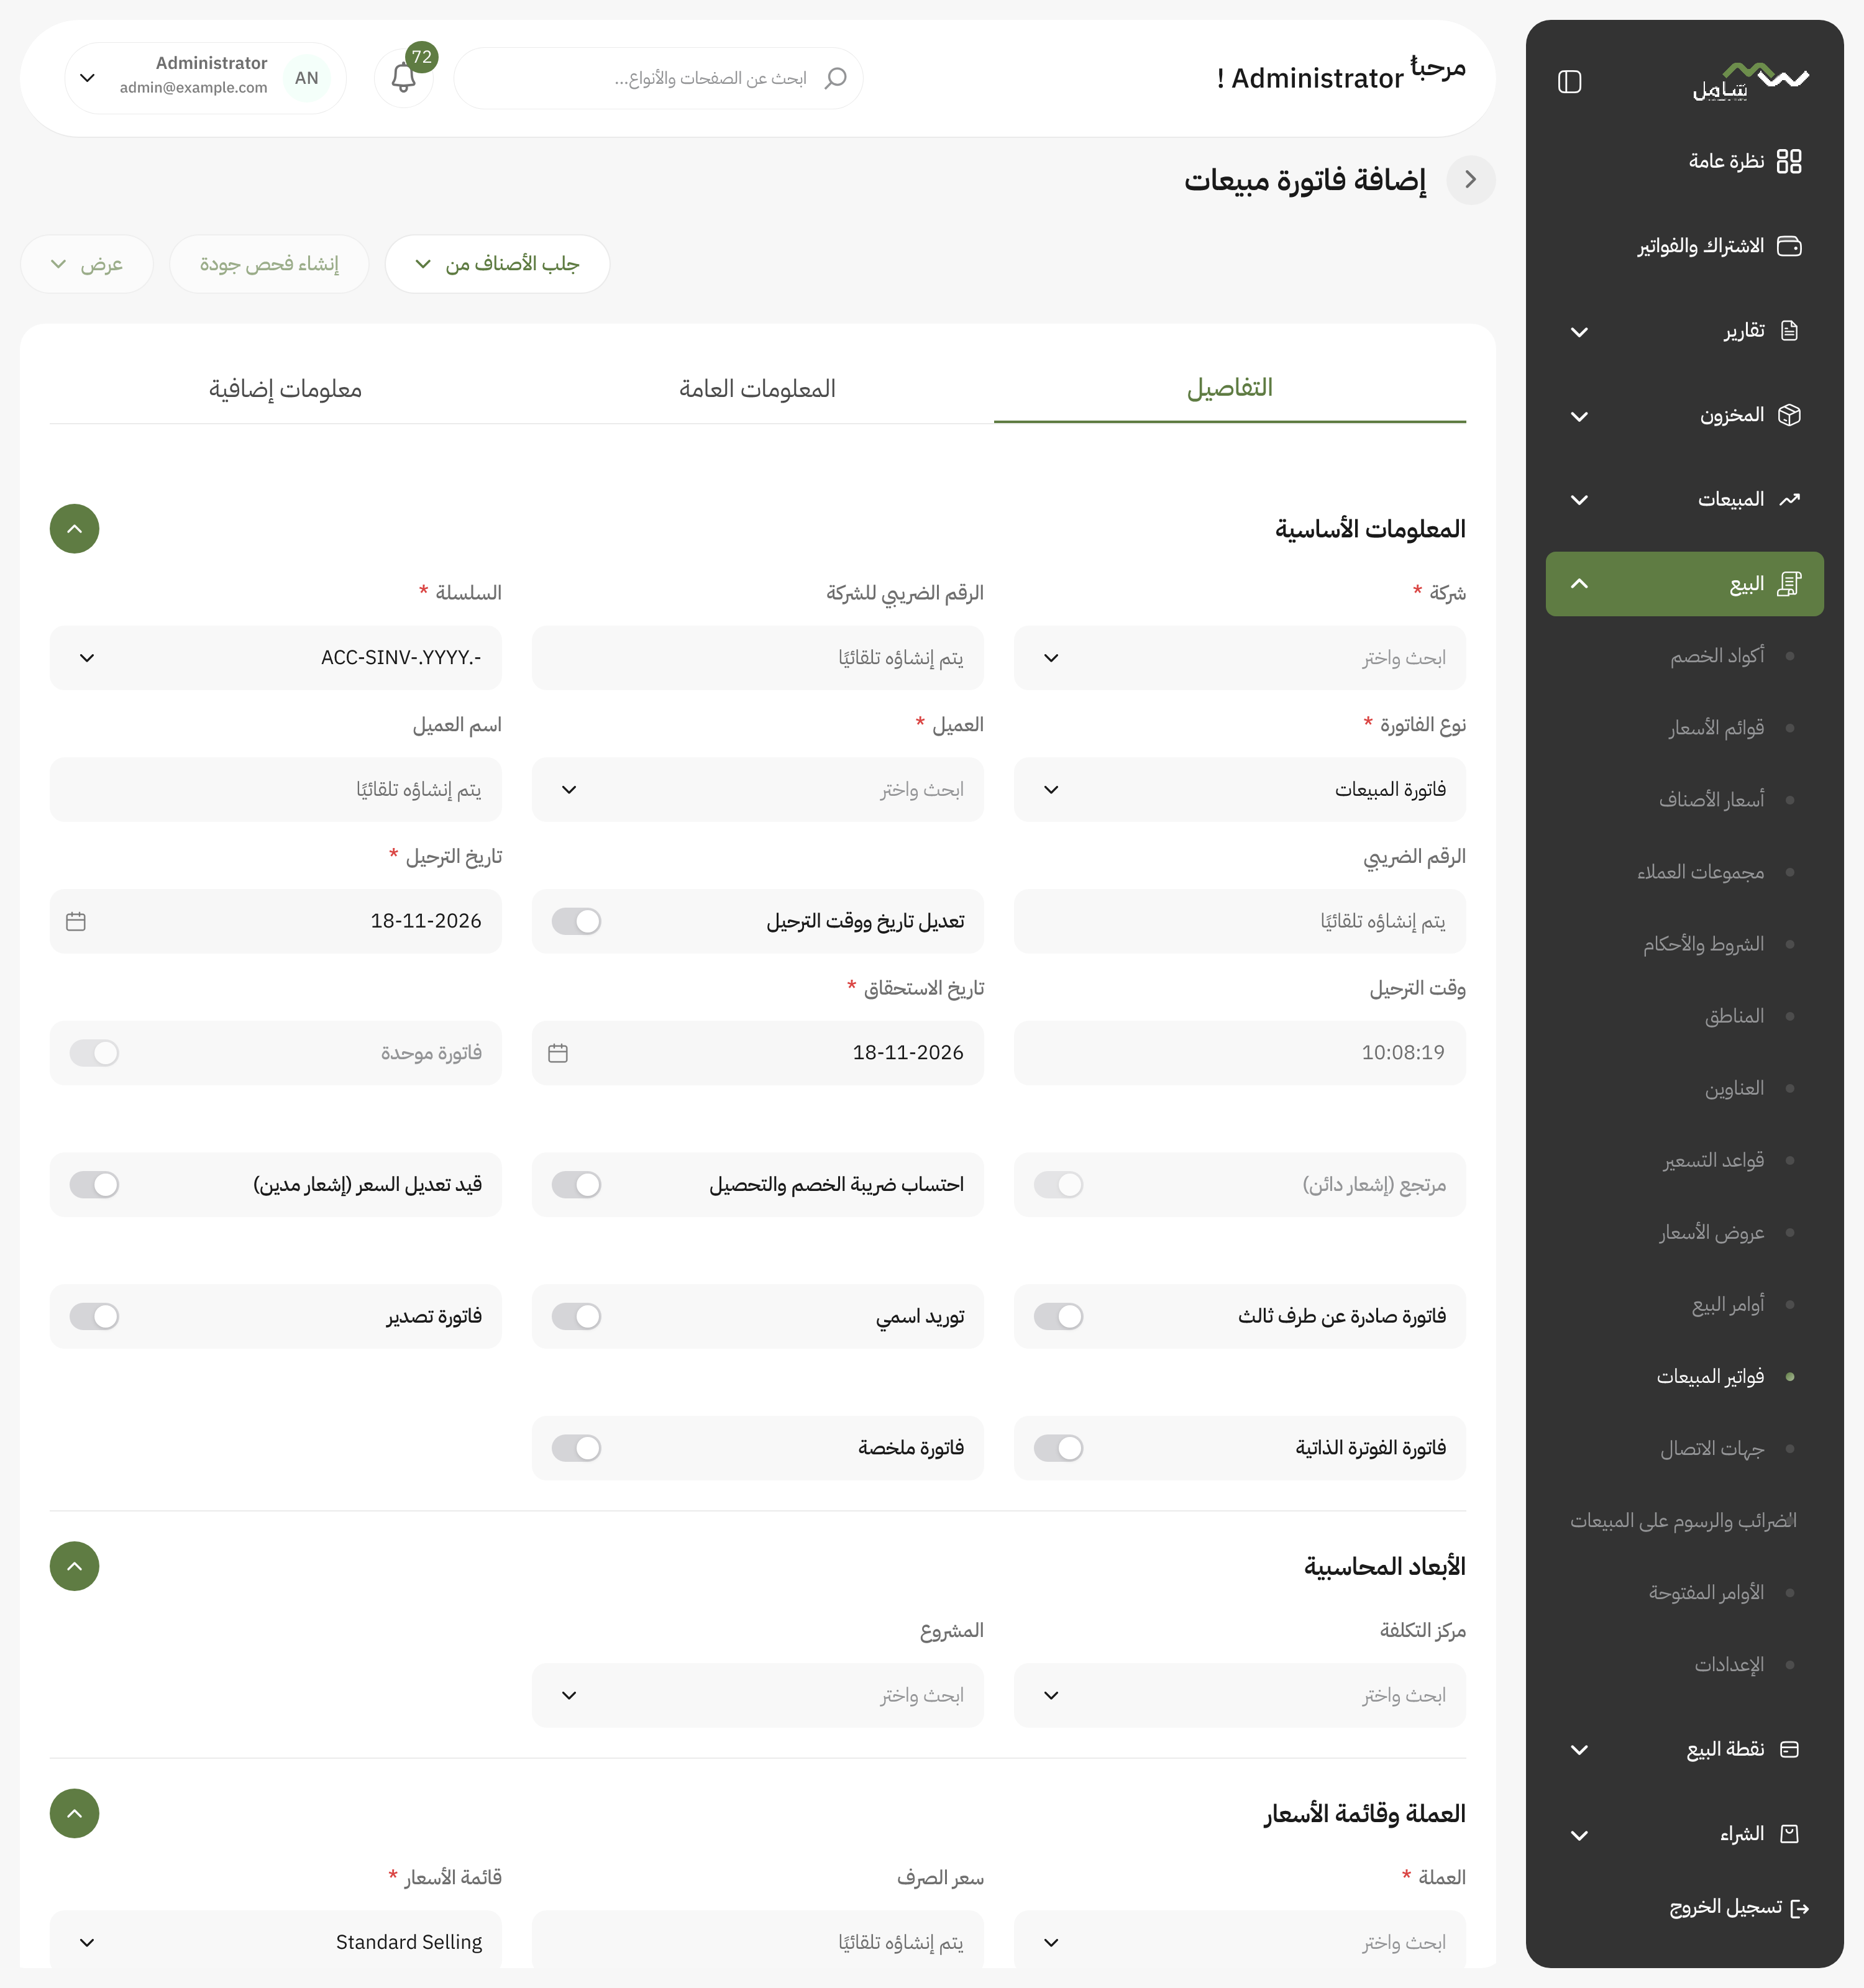 شامل
نظرة عامة
الاشتراك والفواتير
تقارير
المخزون
المبيعات
البيع
أكواد الخصم
قوائم الأسعار
أسعار الأصناف
مجموعات العملاء
الشروط والأحكام
المناطق
العناوين
قواعد التسعير
عروض الأسعار
أوامر البيع
فواتير المبيعات
جهات الاتصال
الضرائب والرسوم على المبيعات
الأوامر المفتوحة
الإعدادات
نقطة البيع
الشراء
تسجيل الخروج
مرحباً Administrator !
ابحث عن الصفحات والأنواع...
72
AN
Administrator
admin@example.com
إضافة فاتورة مبيعات
جلب الأصناف من
إنشاء فحص جودة
عرض
التفاصيل
المعلومات العامة
معلومات إضافية
المعلومات الأساسية
شركة *
الرقم الضريبي للشركة
السلسلة *
ابحث واختر
يتم إنشاؤه تلقائيًا
ACC-SINV-.YYYY.-
نوع الفاتورة *
العميل *
اسم العميل
فاتورة المبيعات
ابحث واختر
يتم إنشاؤه تلقائيًا
الرقم الضريبي
تاريخ الترحيل *
يتم إنشاؤه تلقائيًا
تعديل تاريخ ووقت الترحيل
18-11-2026
وقت الترحيل
تاريخ الاستحقاق *
10:08:19
18-11-2026
فاتورة موحدة
مرتجع (إشعار دائن)
احتساب ضريبة الخصم والتحصيل
قيد تعديل السعر (إشعار مدين)
فاتورة صادرة عن طرف ثالث
توريد اسمي
فاتورة تصدير
فاتورة الفوترة الذاتية
فاتورة ملخصة
الأبعاد المحاسبية
مركز التكلفة
المشروع
ابحث واختر
ابحث واختر
العملة وقائمة الأسعار
العملة *
سعر الصرف
قائمة الأسعار *
ابحث واختر
يتم إنشاؤه تلقائيًا
Standard Selling